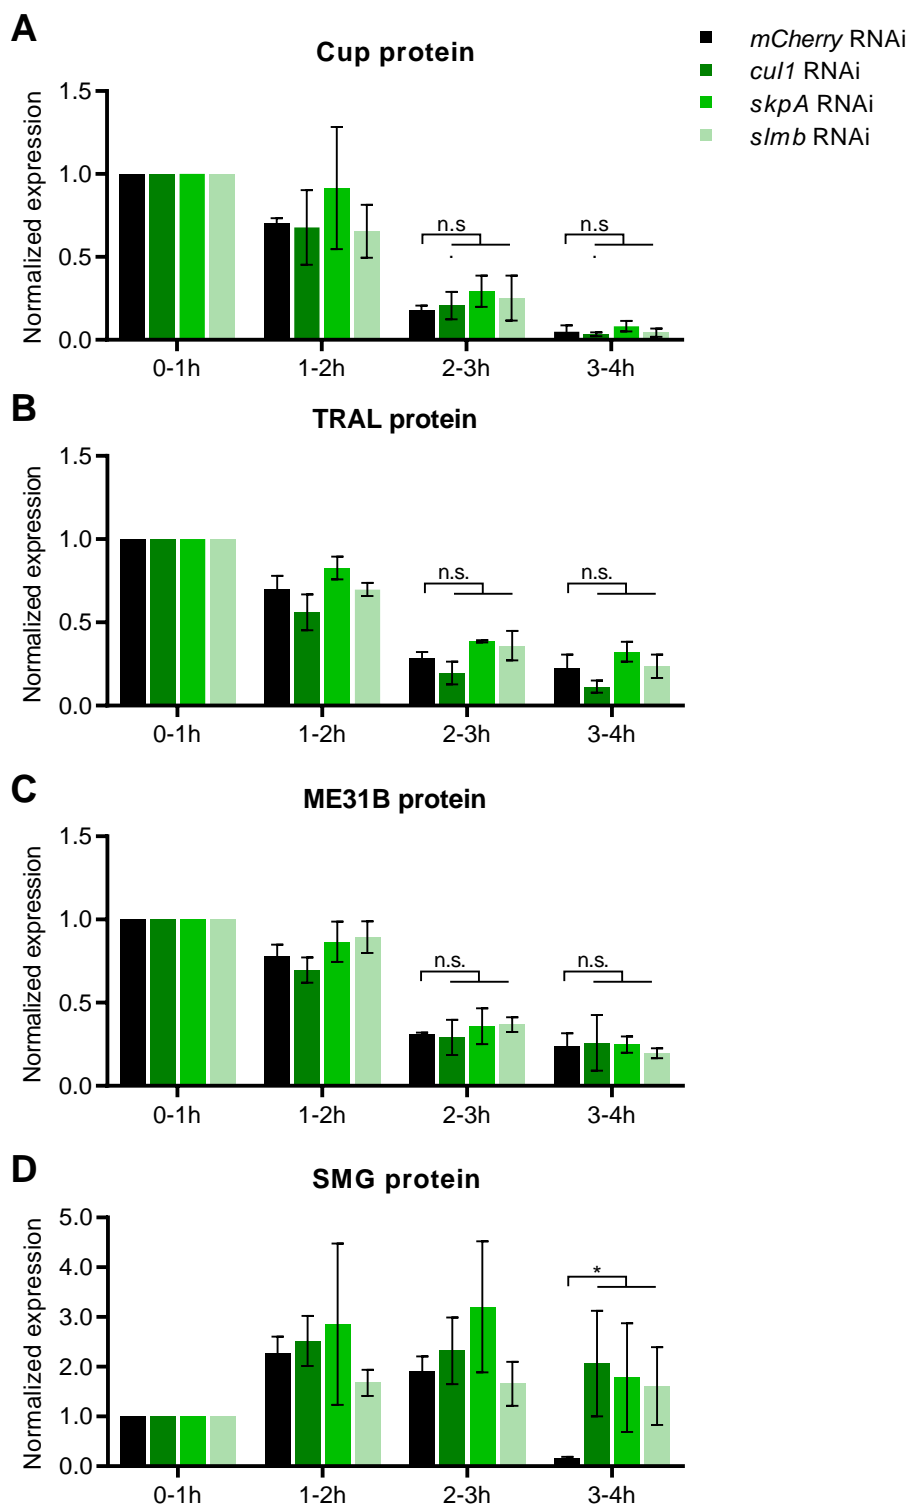 A
Cup protein
mCherry RNAi
cul1 RNAi
skpA RNAi
slmb RNAi
Normalized expression
1.5
1.0
0.5
0.0
n.s
n.s
0-1h
1-2h
2-3h
3-4h
B
TRAL protein
Normalized expression
1.5
1.0
0.5
0.0
n.s.
n.s.
0-1h
1-2h
2-3h
3-4h
C
ME31B protein
Normalized expression
1.5
1.0
0.5
0.0
n.s.
n.s.
0-1h
1-2h
2-3h
3-4h
D
SMG protein
Normalized expression
5.0
4.0
3.0
2.0
1.0
0.0
*
0-1h
1-2h
2-3h
3-4h